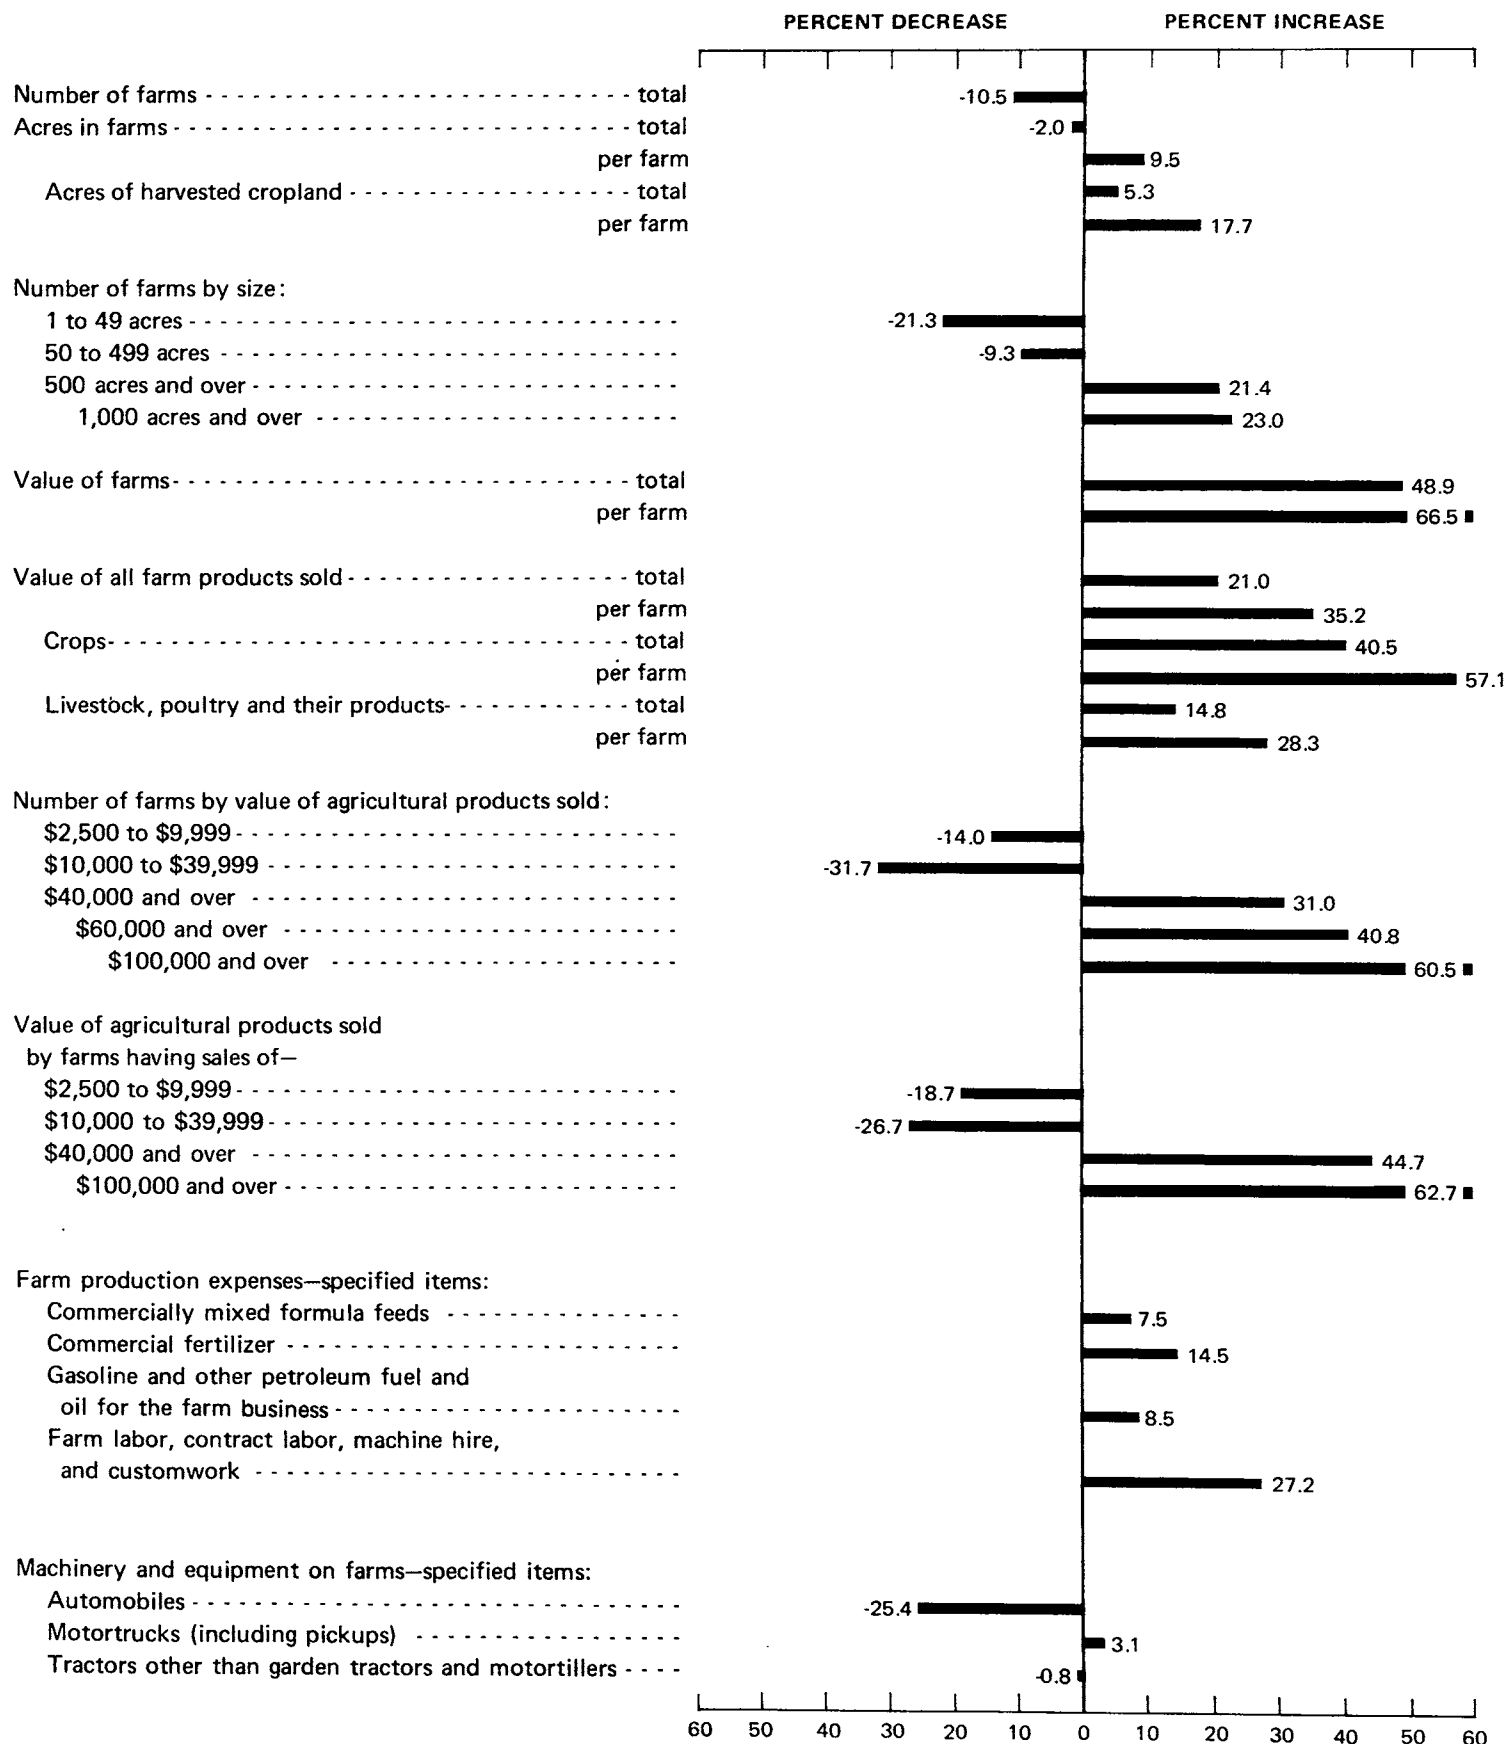 PERCENT DECREASE PERCENT INCREASE
Number of farms total -10.5
Acres in farms total -2.0
per farm 9.5
Acres of harvested cropland total 5.3
per farm 17.7
Number of farms by size:
1 to 49 acres -21.3
50 to 499 acres -9.3
500 acres and over 21.4
1,000 acres and over 23.0
Value of farms total 48.9
per farm 66.5
Value of all farm products sold total 21.0
per farm 35.2
Crops total 40.5
per farm 57.1
Livestock, poultry and their products total 14.8
per farm 28.3
Number of farms by value of agricultural products sold:
$2,500 to $9,999 -14.0
$10,000 to $39,999 -31.7
$40,000 and over 31.0
$60,000 and over 40.8
$100,000 and over 60.5
Value of agricultural products sold
by farms having sales of—
$2,500 to $9,999 -18.7
$10,000 to $39,999 -26.7
$40,000 and over 44.7
$100,000 and over 62.7
Farm production expenses—specified items:
Commercially mixed formula feeds 7.5
Commercial fertilizer 14.5
Gasoline and other petroleum fuel and
oil for the farm business 8.5
Farm labor, contract labor, machine hire,
and customwork 27.2
Machinery and equipment on farms—specified items:
Automobiles -25.4
Motortrucks (including pickups) 3.1
Tractors other than garden tractors and motortillers -0.8
60 50 40 30 20 10 0 10 20 30 40 50 60